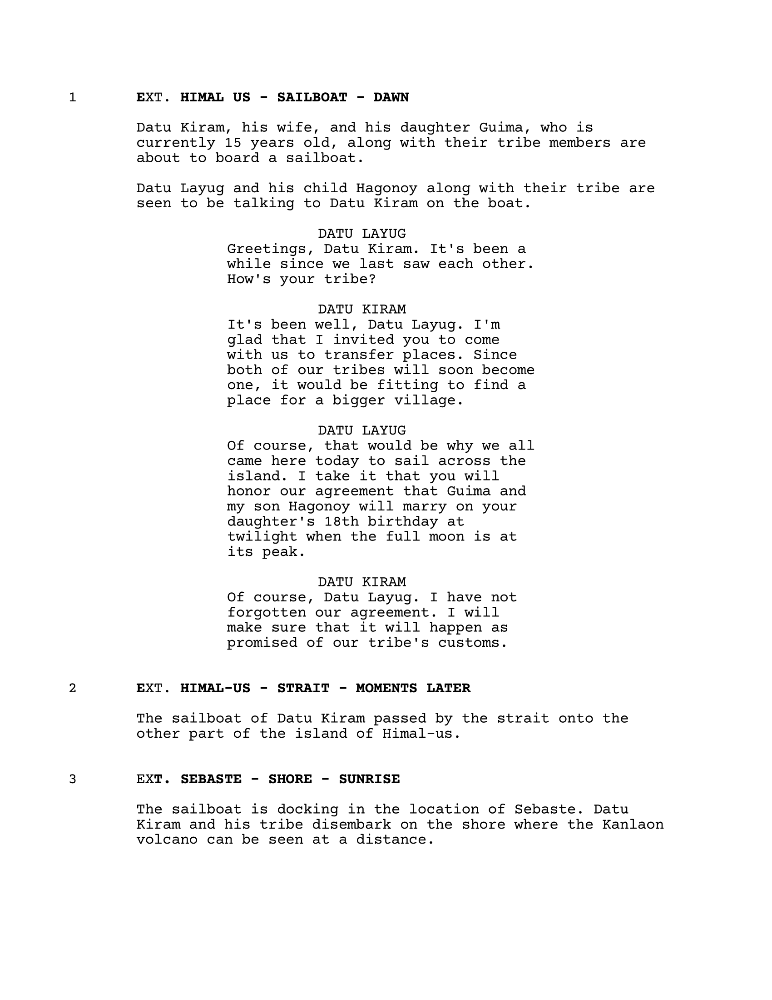 1 EXT. HIMAL US - SAILBOAT - DAWN
Datu Kiram, his wife, and his daughter Guima, who is
currently 15 years old, along with their tribe members are
about to board a sailboat.
Datu Layug and his child Hagonoy along with their tribe are
seen to be talking to Datu Kiram on the boat.
DATU LAYUG
Greetings, Datu Kiram. It's been a
while since we last saw each other.
How's your tribe?
DATU KIRAM
It's been well, Datu Layug. I'm
glad that I invited you to come
with us to transfer places. Since
both of our tribes will soon become
one, it would be fitting to find a
place for a bigger village.
DATU LAYUG
Of course, that would be why we all
came here today to sail across the
island. I take it that you will
honor our agreement that Guima and
my son Hagonoy will marry on your
daughter's 18th birthday at
twilight when the full moon is at
its peak.
DATU KIRAM
Of course, Datu Layug. I have not
forgotten our agreement. I will
make sure that it will happen as
promised of our tribe's customs.
2 EXT. HIMAL-US - STRAIT - MOMENTS LATER
The sailboat of Datu Kiram passed by the strait onto the
other part of the island of Himal-us.
3 EXT. SEBASTE - SHORE - SUNRISE
The sailboat is docking in the location of Sebaste. Datu
Kiram and his tribe disembark on the shore where the Kanlaon
volcano can be seen at a distance.